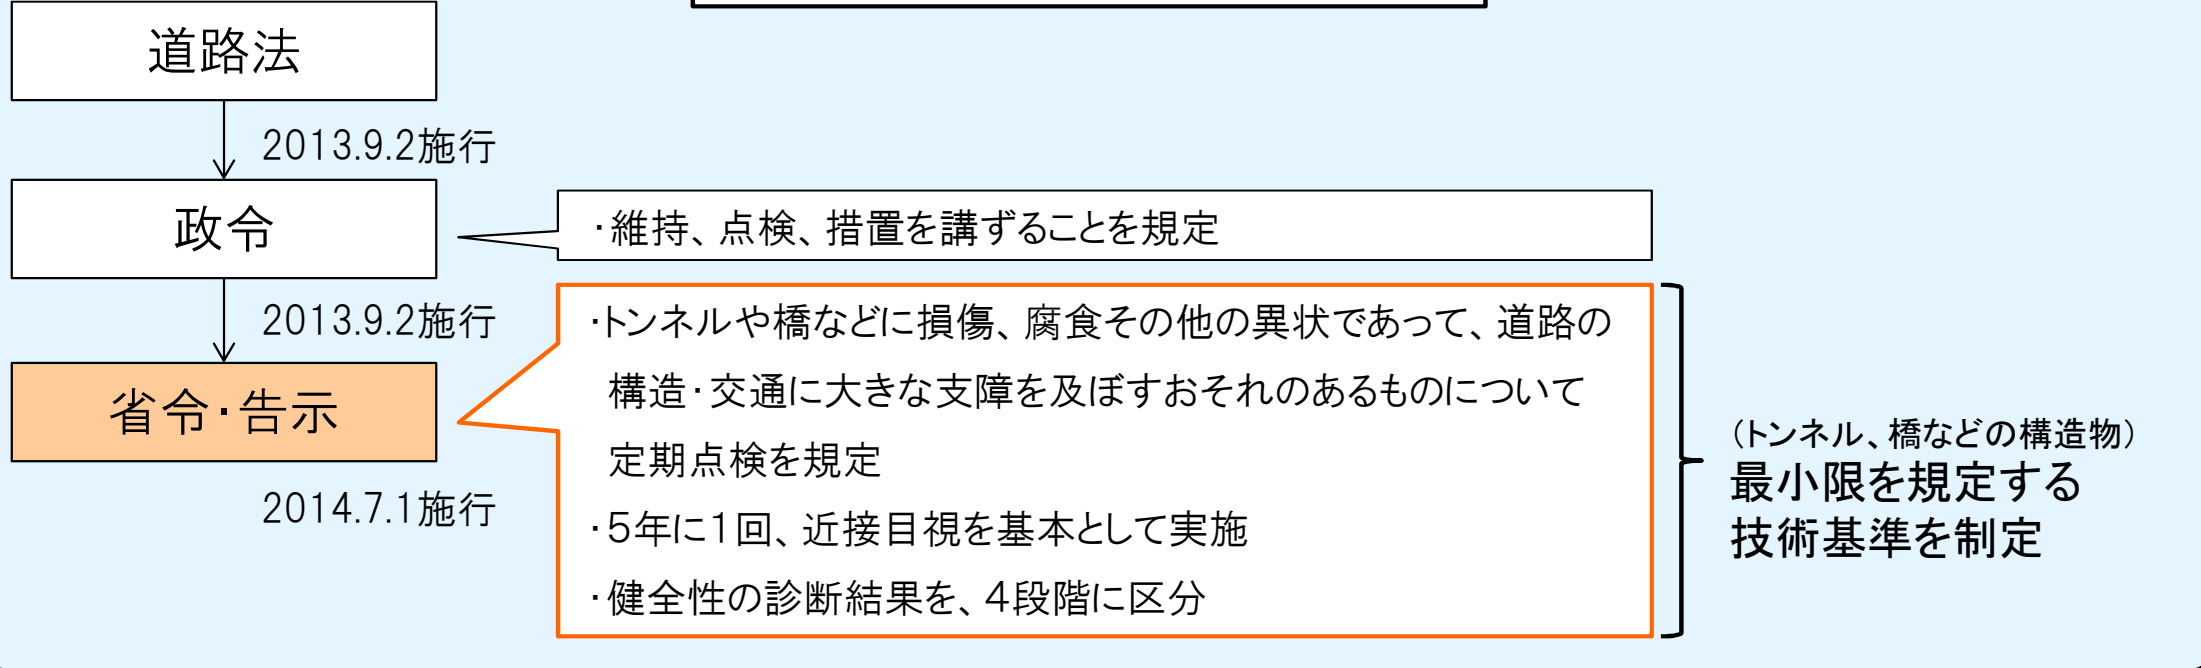 道路法
2013.9.2施行
政令
・維持、点検、措置を講ずることを規定
2013.9.2施行
省令・告示
2014.7.1施行
・トンネルや橋などに損傷、腐食その他の異状であって、道路の
構造・交通に大きな支障を及ぼすおそれのあるものについて
定期点検を規定
・5年に1回、近接目視を基本として実施
・健全性の診断結果を、4段階に区分
(トンネル、橋などの構造物)
最小限を規定する
技術基準を制定